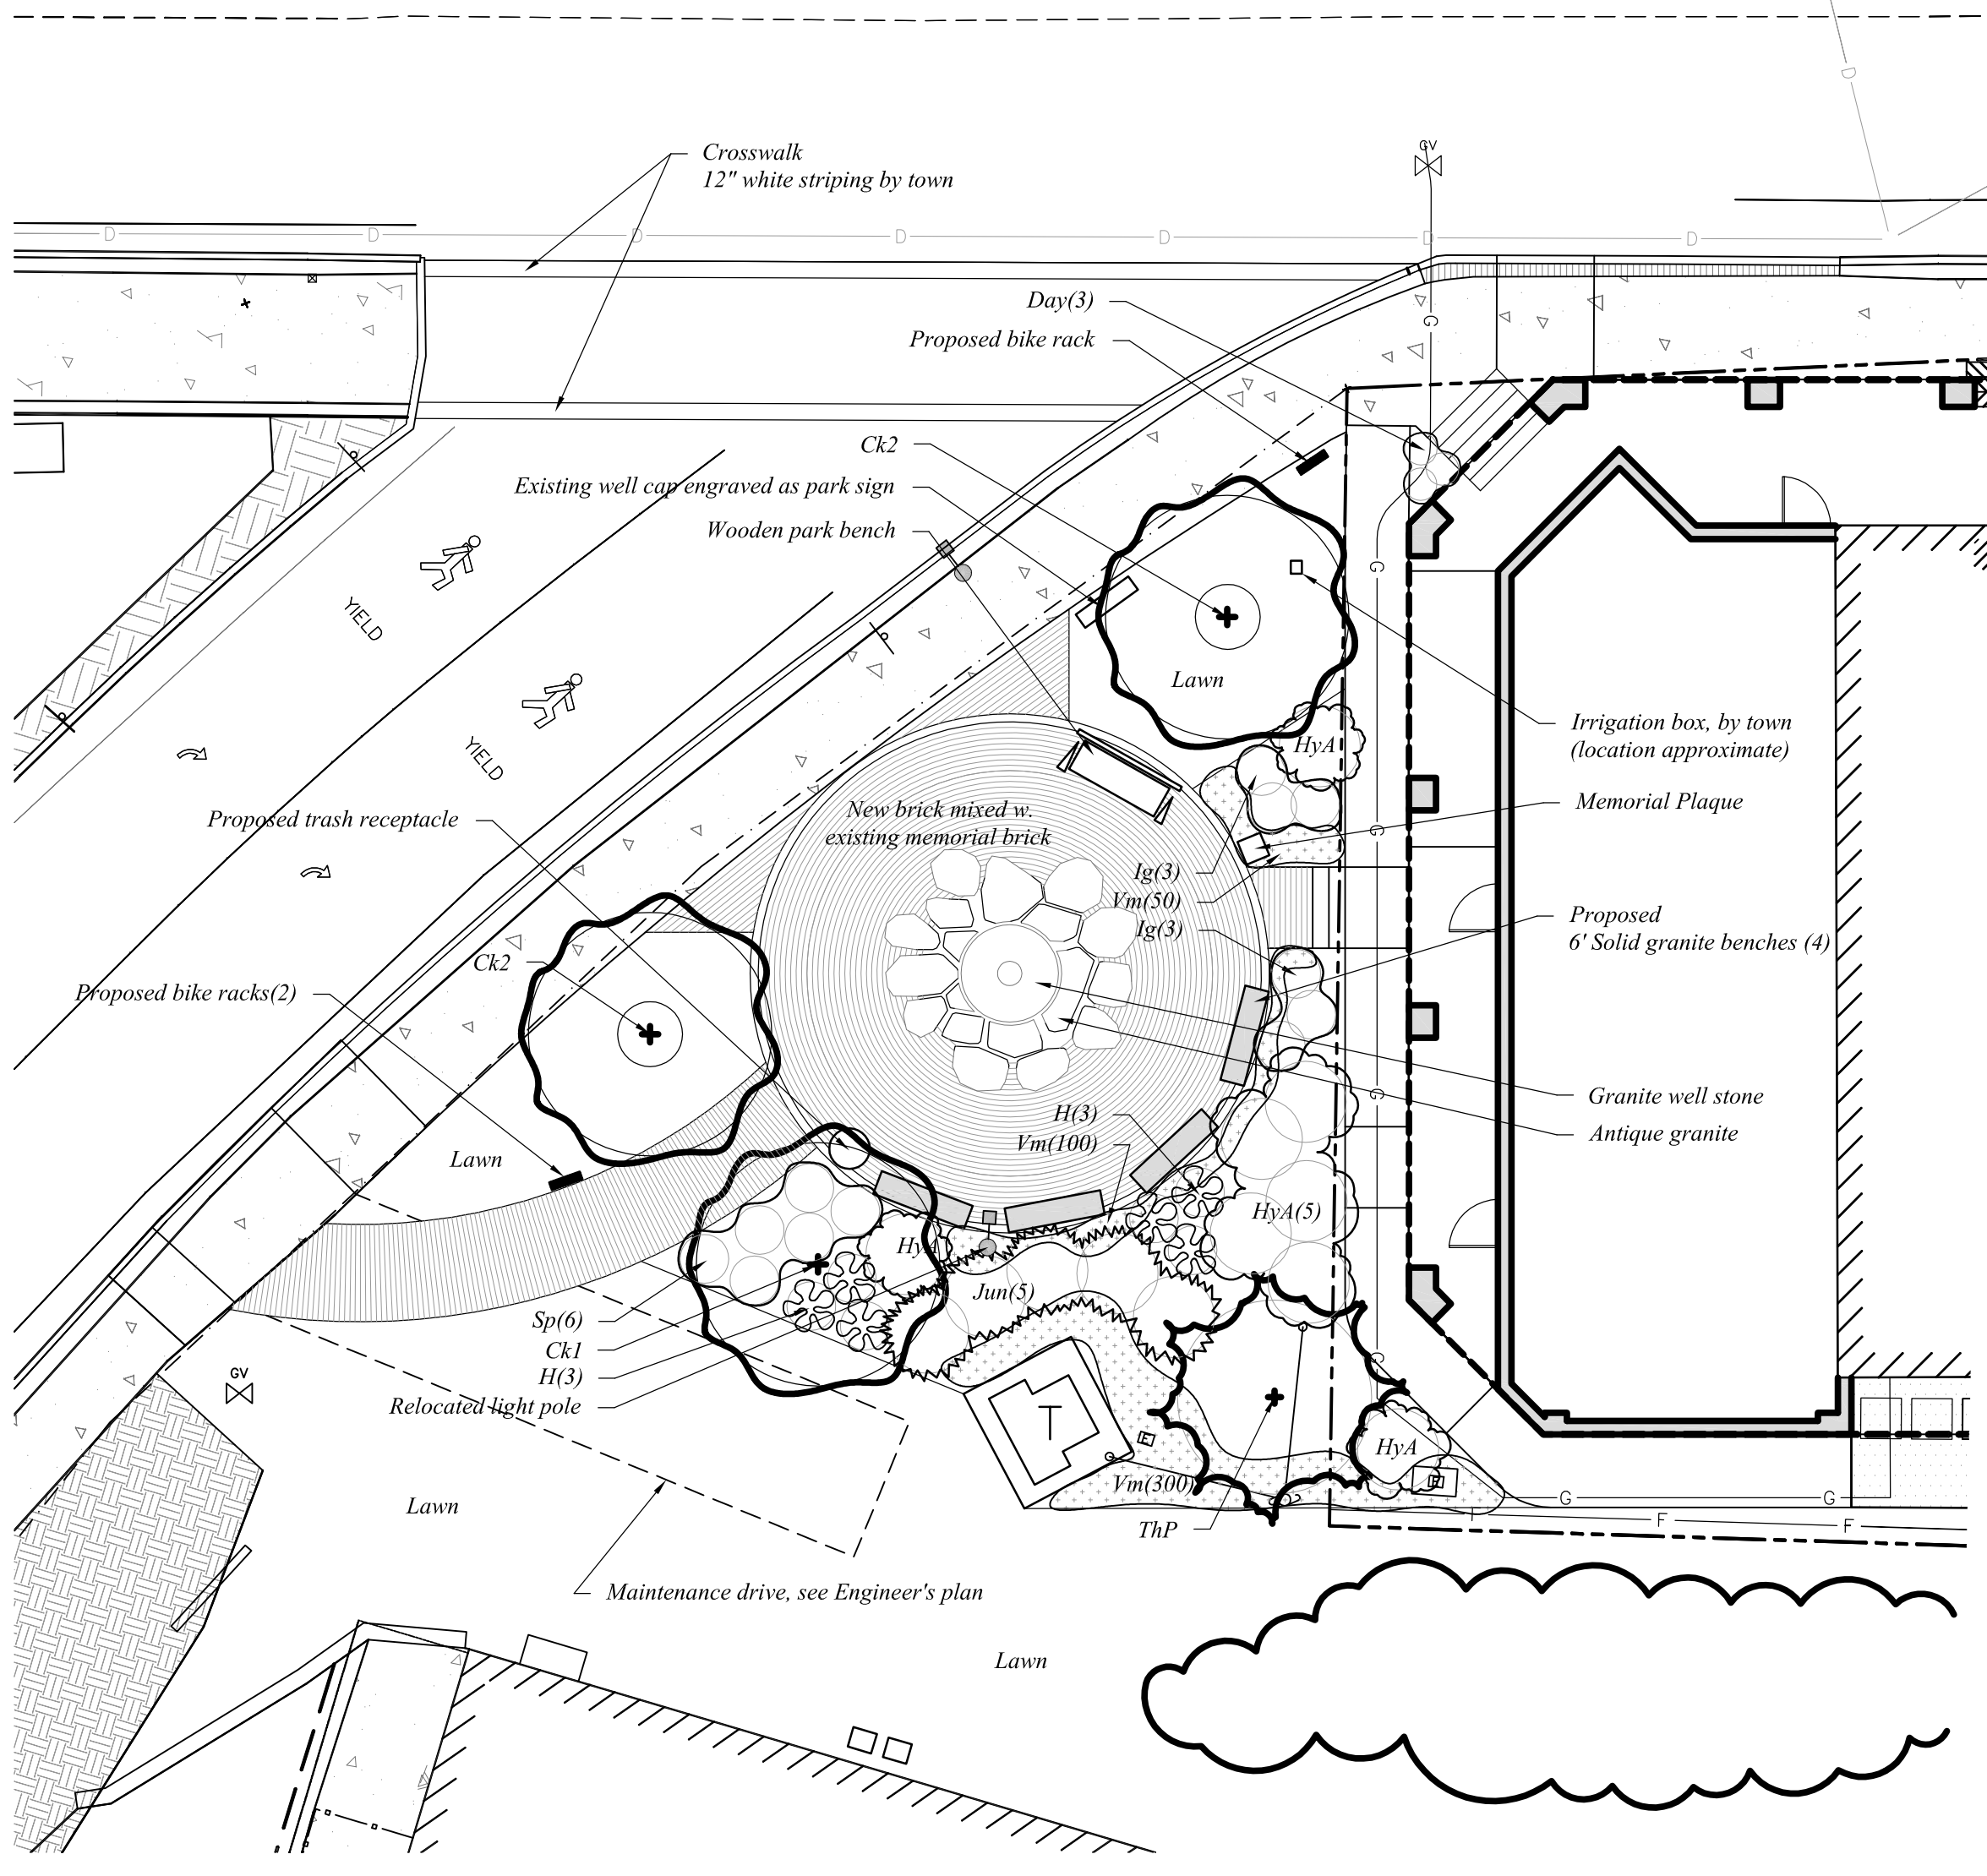 D
GV
Crosswalk
12" white striping by town
D D D D D D D
Day(3)
G
Proposed bike rack
Ck2
Existing well cap engraved as park sign
Wooden park bench
G
YIELD
Lawn
Irrigation box, by town
(location approximate)
HyA
YIELD
Memorial Plaque
Proposed trash receptacle
New brick mixed w.
existing memorial brick
G
Ig(3)
Vm(50)
Ig(3)
Proposed
6' Solid granite benches (4)
Ck2
Proposed bike racks(2)
Granite well stone
G
H(3)
Vm(100)
Antique granite
Lawn
HyA(5)
HyA
Jun(5)
Sp(6)
Ck1
H(3)
Relocated light pole
GV
G
T
HyA
E
E
Vm(300)
Lawn
G G
ThP
F F
Maintenance drive, see Engineer's plan
Lawn